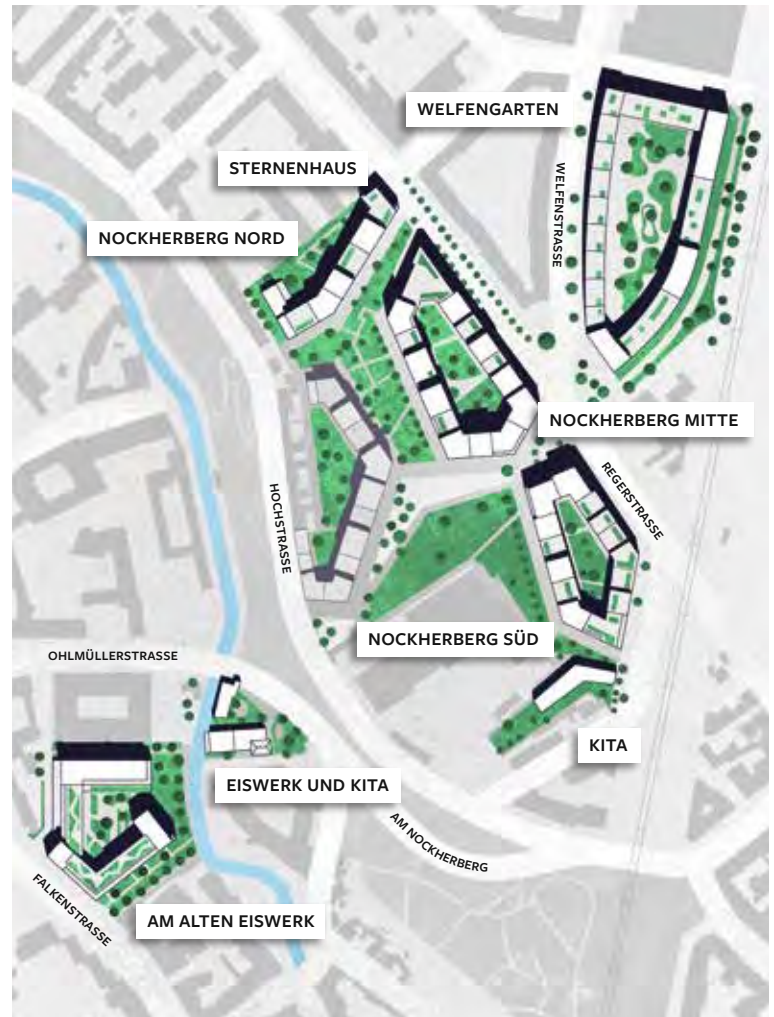 WELFENGARTEN
STERNENHAUS
WELFENSTRASSE
NOCKHERBERG NORD
NOCKHERBERG MITTE
REGERSTRASSE
HOCHSTRASSE
NOCKHERBERG SÜD
OHLMÜLLERSTRASSE
KITA
EISWERK UND KITA
AM NOCKHERBERG
FALKENSTRASSE
AM ALTEN EISWERK